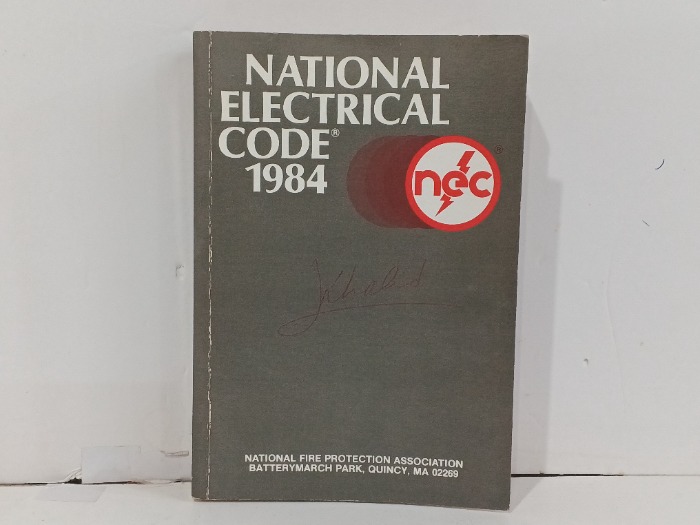 NATIONAL
ELECTRICAL
CODE®
1984
nec®
NATIONAL FIRE PROTECTION ASSOCIATION
BATTERYMARCH PARK, QUINCY, MA 02269